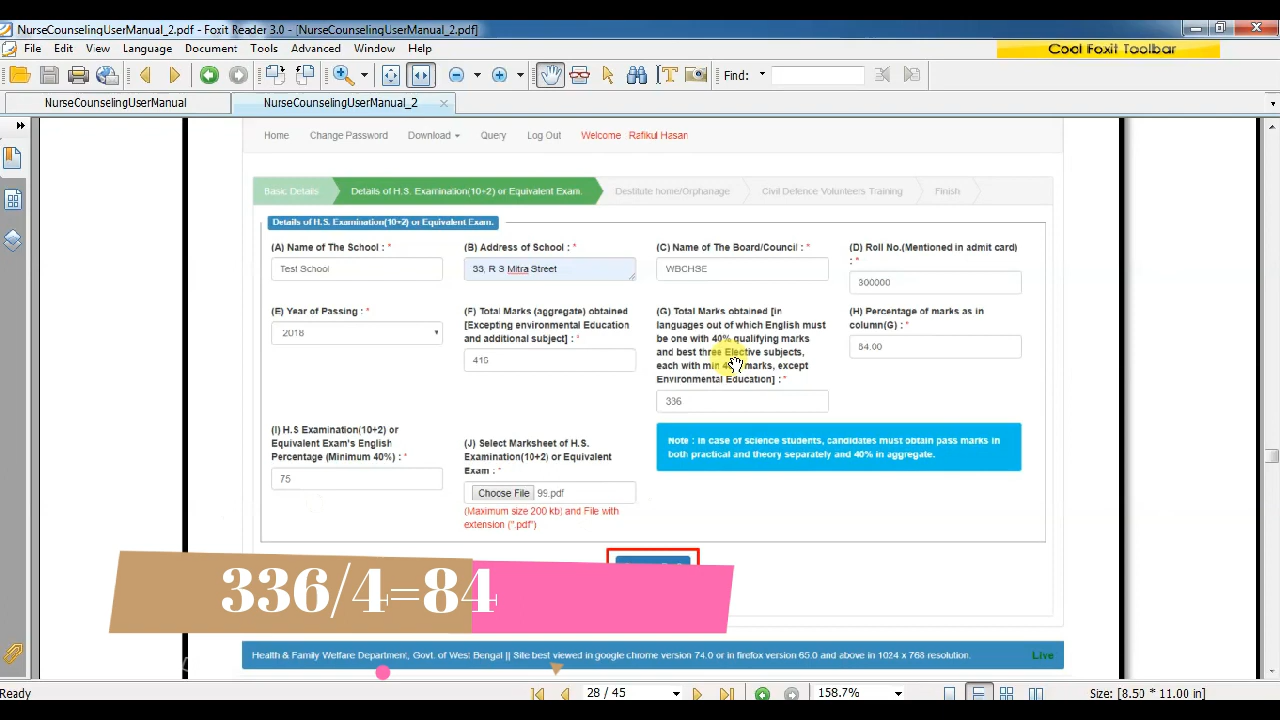 NurseCounselingUserManual_2.pdf - Foxit Reader 3.0 - [NurseCounselingUserManual_2.pdf]
File Edit View Language Document Tools Advanced Window Help
Cool Foxit Toolbar
Find:
NurseCounselingUserManual NurseCounselingUserManual_2
Home Change Password Download Query Log Out Welcome Rafikul Hasan
Basic Details Details of H.S. Examination(10+2) or Equivalent Exam. Destitute home/Orphanage Civil Defence Volunteers Training Finish
Details of H.S. Examination(10+2) or Equivalent Exam.
(A) Name of The School : *
Test School
(B) Address of School : *
33, R G Mitra Street
(C) Name of The Board/Council : *
WBCHSE
(D) Roll No.(Mentioned in admit card)
: *
300000
(E) Year of Passing : *
2018
(F) Total Marks (aggregate) obtained
[Excepting environmental Education
and additional subject] : *
415
(G) Total Marks obtained [in
languages out of which English must
be one with 40% qualifying marks
and best three Elective subjects,
each with min 40% marks, except
Environmental Education] : *
336
(H) Percentage of marks as in
column(G) : *
84.00
(I) H.S Examination(10+2) or
Equivalent Exam's English
Percentage (Minimum 40%) : *
75
(J) Select Marksheet of H.S.
Examination(10+2) or Equivalent
Exam : *
Choose File 99.pdf
(Maximum size 200 kb) and File with
extension (".pdf")
Note : In case of science students, candidates must obtain pass marks in
both practical and theory separately and 40% in aggregate.
336/4=84
Health & Family Welfare Department, Govt. of West Bengal || Site best viewed in google chrome version 74.0 or in firefox version 65.0 and above in 1024 x 768 resolution. Live
Ready 28 / 45 158.7% Size: [8.50 * 11.00 in]